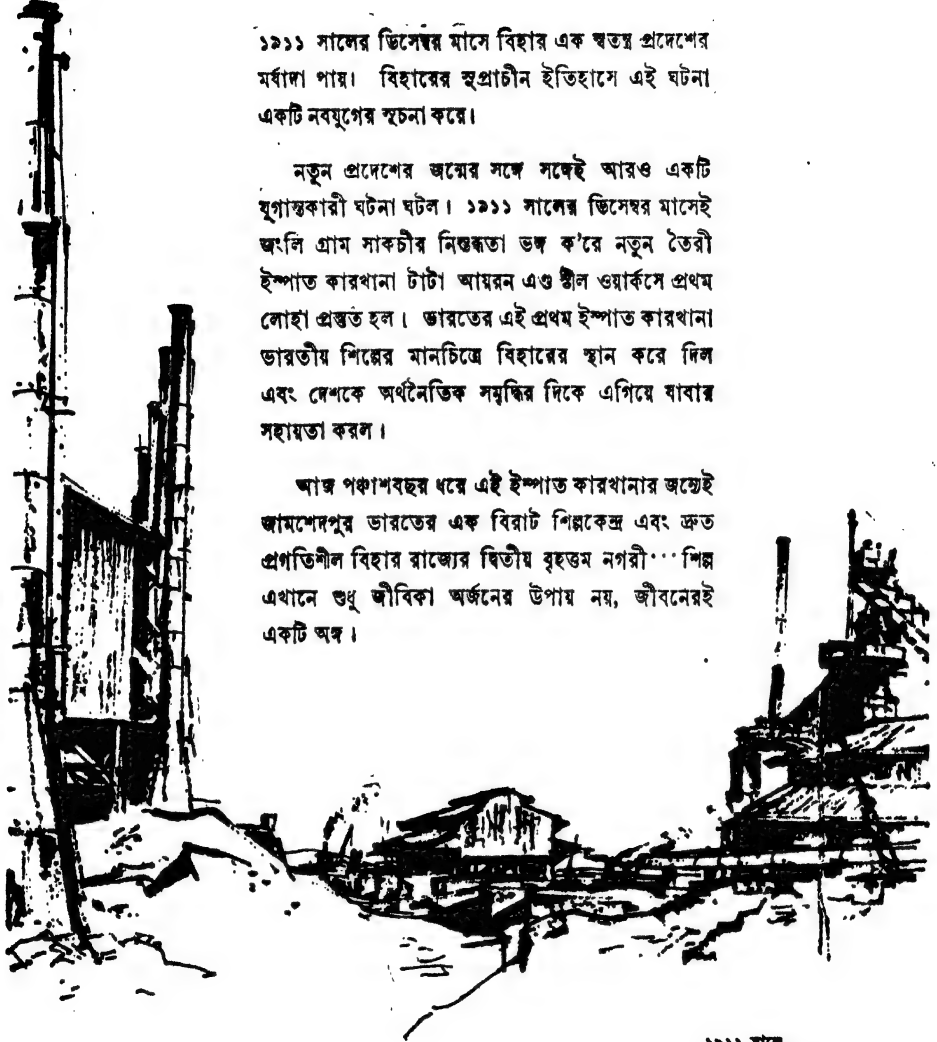 ১৯১১ সালের ডিসেম্বর মাসে বিহার এক স্বতন্ত্র প্রদেশের
মর্যাদা পায়। বিহারের সুপ্রাচীন ইতিহাসে এই ঘটনা
একটি নবযুগের সূচনা করে।
নতুন প্রদেশের জন্মের সঙ্গে সঙ্গেই আরও একটি
যুগান্তকারী ঘটনা ঘটল। ১৯১১ সালের ডিসেম্বর মাসেই
জংলি গ্রাম সাকচীর নিস্তব্ধতা ভঙ্গ ক'রে নতুন তৈরী
ইস্পাত কারখানা টাটা আয়রন এণ্ড স্টীল ওয়ার্কসে প্রথম
লোহা প্রস্তুত হল। ভারতের এই প্রথম ইস্পাত কারখানা
ভারতীয় শিল্পের মানচিত্রে বিহারের স্থান করে দিল
এবং দেশকে অর্থনৈতিক সমৃদ্ধির দিকে এগিয়ে যাবার
সহায়তা করল।
আজ পঞ্চাশবছর ধরে এই ইস্পাত কারখানার জন্যেই
জামশেদপুর ভারতের এক বিরাট শিল্পকেন্দ্র এবং দ্রুত
প্রগতিশীল বিহার রাজ্যের দ্বিতীয় বৃহত্তম নগরী··· শিল্প
এখানে শুধু জীবিকা অর্জনের উপায় নয়, জীবনেরই
একটি অঙ্গ।
১৯১১ সালে